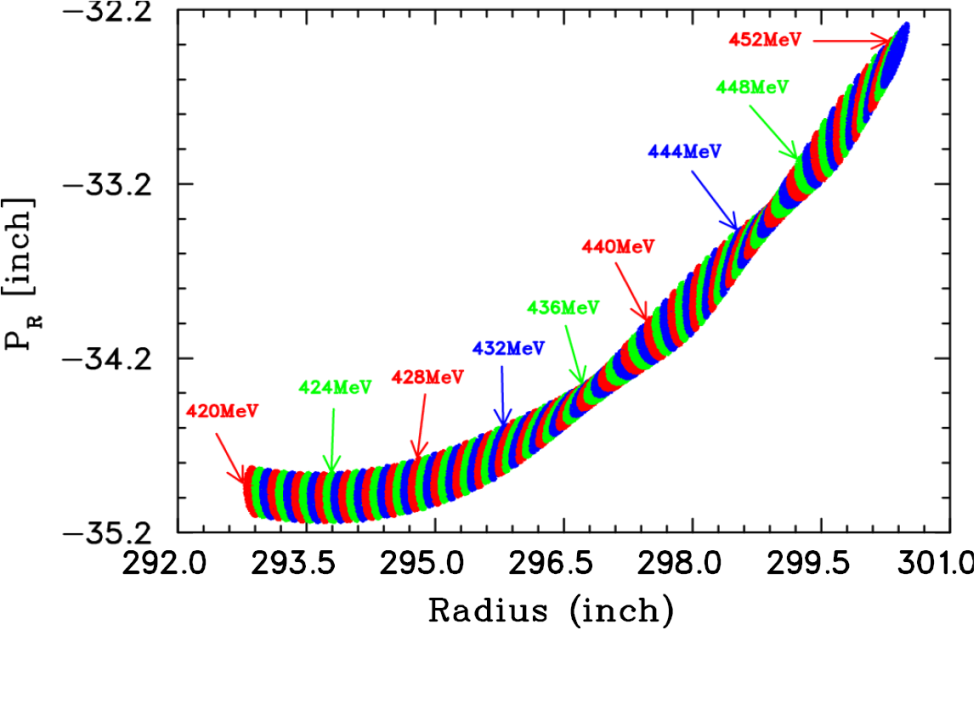 −32.2
452MeV
448MeV
444MeV
−33.2
440MeV
P_R [inch]
436MeV
432MeV
−34.2
428MeV
424MeV
420MeV
−35.2
292.0 293.5 295.0 296.5 298.0 299.5 301.0
Radius (inch)